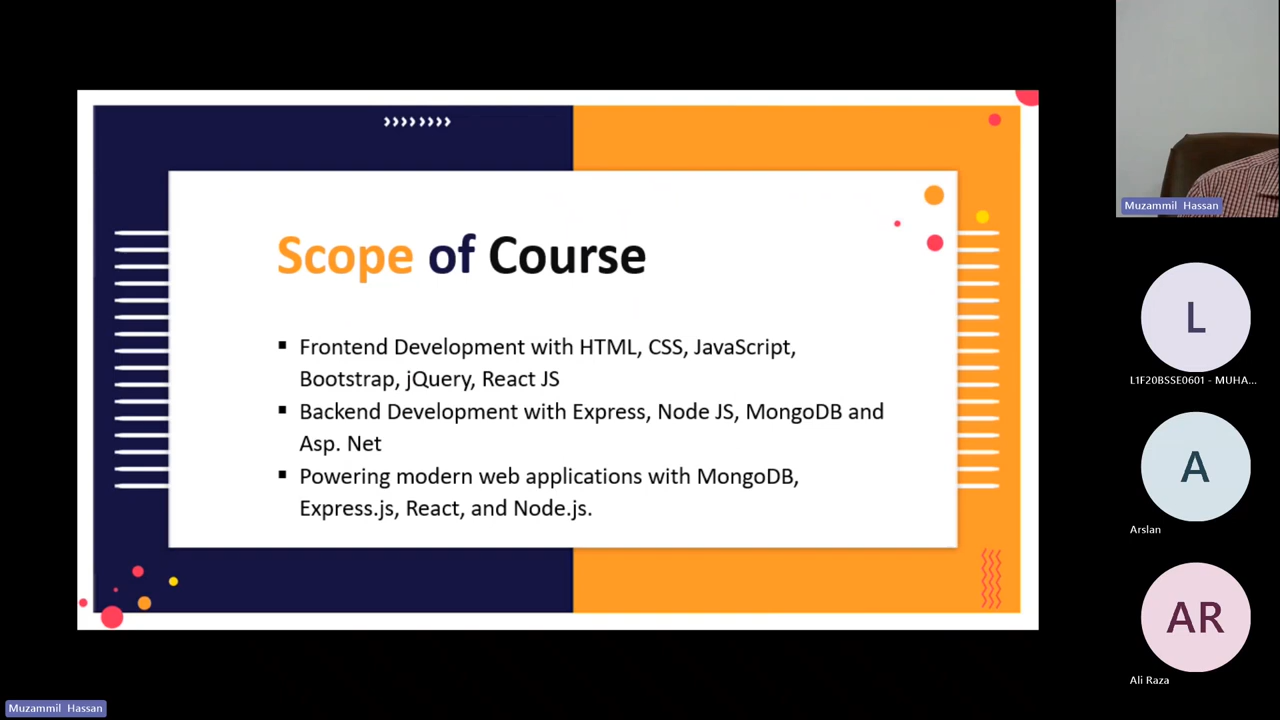 Scope of Course
▪ Frontend Development with HTML, CSS, JavaScript,
Bootstrap, jQuery, React JS
▪ Backend Development with Express, Node JS, MongoDB and
Asp. Net
▪ Powering modern web applications with MongoDB,
Express.js, React, and Node.js.
Muzammil Hassan
L
L1F20BSSE0601 - MUHA...
A
Arslan
AR
Ali Raza
Muzammil Hassan